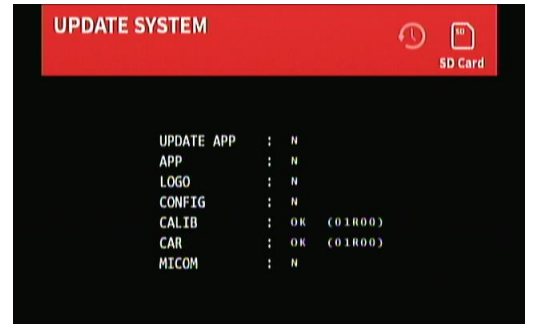 UPDATE SYSTEM
SD
SD Card
UPDATE APP : N
APP : N
LOGO : N
CONFIG : N
CALIB : OK (01R00)
CAR : OK (01R00)
MICOM : N